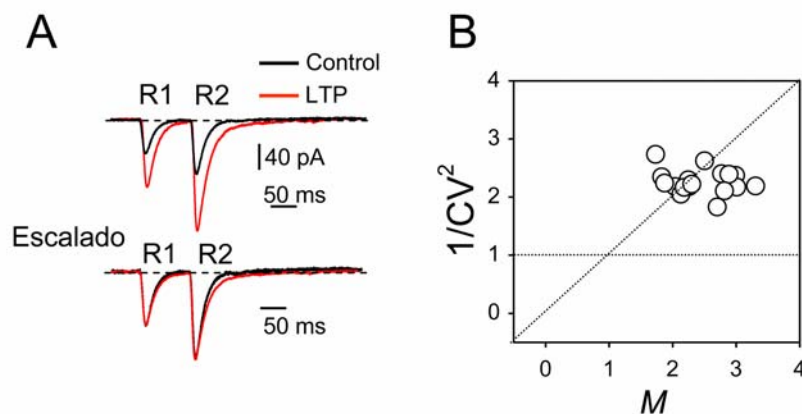 A
Control
LTP
R1 R2
40 pA
50 ms
Escalado
R1 R2
50 ms
B
4
3
2
1
0
1/CV²
0 1 2 3 4
M